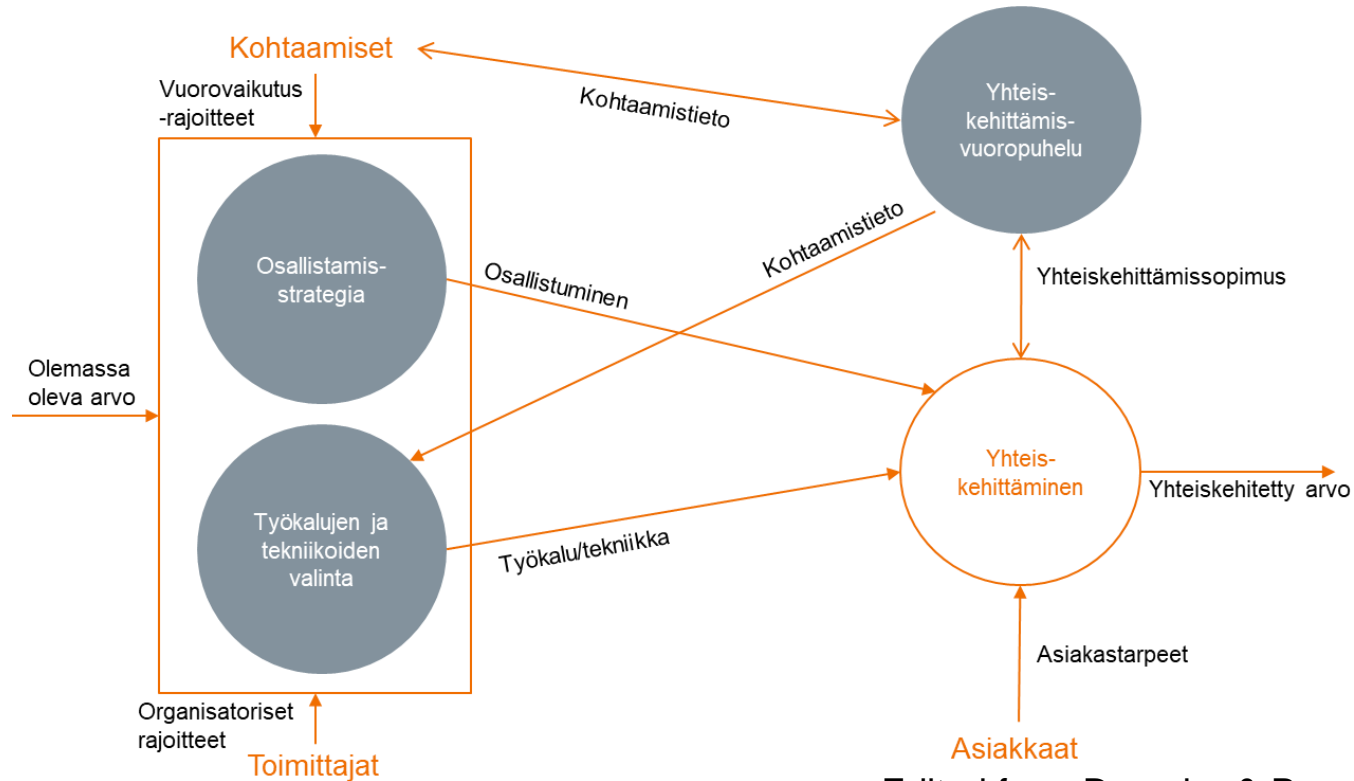 Kohtaamiset
Vuorovaikutus
-rajoitteet
Kohtaamistieto
Yhteis-
kehittämis-
vuoropuhelu
Osallistamis-
strategia
Osallistuminen
Kohtaamistieto
Yhteiskehittämissopimus
Olemassa
oleva arvo
Työkalujen ja
tekniikoiden
valinta
Työkalu/tekniikka
Yhteis-
kehittäminen
Yhteiskehitetty arvo
Asiakastarpeet
Organisatoriset
rajoitteet
Toimittajat
Asiakkaat